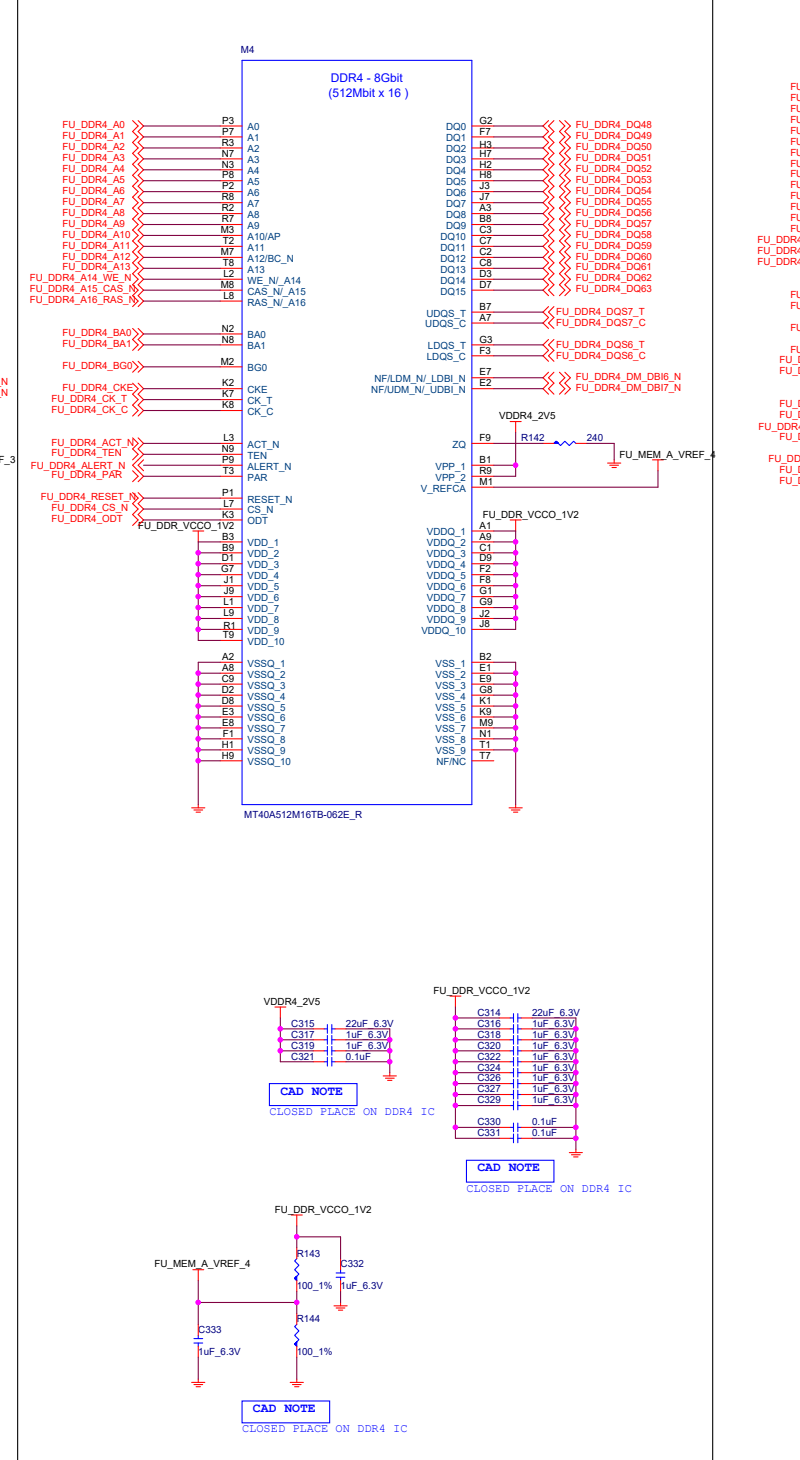 M4
DDR4 - 8Gbit
(512Mbit x 16 )
FU_DDR4_A0 P3 A0
FU_DDR4_A1 P7 A1
FU_DDR4_A2 R3 A2
FU_DDR4_A3 N7 A3
FU_DDR4_A4 N3 A4
FU_DDR4_A5 P8 A5
FU_DDR4_A6 P2 A6
FU_DDR4_A7 R8 A7
FU_DDR4_A8 R2 A8
FU_DDR4_A9 R7 A9
FU_DDR4_A10 M3 A10/AP
FU_DDR4_A11 T2 A11
FU_DDR4_A12 M7 A12/BC_N
FU_DDR4_A13 T8 A13
FU_DDR4_A14_WE_N L2 WE_N/_A14
FU_DDR4_A15_CAS_N M8 CAS_N/_A15
FU_DDR4_A16_RAS_N L8 RAS_N/_A16
FU_DDR4_BA0 N2 BA0
FU_DDR4_BA1 N8 BA1
FU_DDR4_BG0 M2 BG0
FU_DDR4_CKE K2 CKE
FU_DDR4_CK_T K7 CK_T
FU_DDR4_CK_C K8 CK_C
FU_DDR4_ACT_N L3 ACT_N
FU_DDR4_TEN N9 TEN
FU_DDR4_ALERT_N P9 ALERT_N
FU_DDR4_PAR T3 PAR
FU_DDR4_RESET_N P1 RESET_N
FU_DDR4_CS_N L7 CS_N
FU_DDR4_ODT K3 ODT
FU_DDR_VCCO_1V2
B3 VDD_1
B9 VDD_2
D1 VDD_3
G7 VDD_4
J1 VDD_5
J9 VDD_6
L1 VDD_7
L9 VDD_8
R1 VDD_9
T9 VDD_10
A2 VSSQ_1
A8 VSSQ_2
C9 VSSQ_3
D2 VSSQ_4
D8 VSSQ_5
E3 VSSQ_6
E8 VSSQ_7
F1 VSSQ_8
H1 VSSQ_9
H9 VSSQ_10
DQ0 G2 FU_DDR4_DQ48
DQ1 F7 FU_DDR4_DQ49
DQ2 H3 FU_DDR4_DQ50
DQ3 H7 FU_DDR4_DQ51
DQ4 H2 FU_DDR4_DQ52
DQ5 H8 FU_DDR4_DQ53
DQ6 J3 FU_DDR4_DQ54
DQ7 J7 FU_DDR4_DQ55
DQ8 A3 FU_DDR4_DQ56
DQ9 B8 FU_DDR4_DQ57
DQ10 C3 FU_DDR4_DQ58
DQ11 C7 FU_DDR4_DQ59
DQ12 C2 FU_DDR4_DQ60
DQ13 C8 FU_DDR4_DQ61
DQ14 D3 FU_DDR4_DQ62
DQ15 D7 FU_DDR4_DQ63
UDQS_T B7 FU_DDR4_DQS7_T
UDQS_C A7 FU_DDR4_DQS7_C
LDQS_T G3 FU_DDR4_DQS6_T
LDQS_C F3 FU_DDR4_DQS6_C
NF/LDM_N/_LDBI_N E7 FU_DDR4_DM_DBI6_N
NF/UDM_N/_UDBI_N E2 FU_DDR4_DM_DBI7_N
VDDR4_2V5
ZQ F9 R142 240
FU_MEM_A_VREF_4
VPP_1 B1
VPP_2 R9
V_REFCA M1
FU_DDR_VCCO_1V2
VDDQ_1 A1
VDDQ_2 A9
VDDQ_3 C1
VDDQ_4 D9
VDDQ_5 F2
VDDQ_6 F8
VDDQ_7 G1
VDDQ_8 G9
VDDQ_9 J2
VDDQ_10 J8
VSS_1 B2
VSS_2 E1
VSS_3 E9
VSS_4 G8
VSS_5 K1
VSS_6 K9
VSS_7 M9
VSS_8 N1
VSS_9 T1
NF/NC T7
MT40A512M16TB-062E_R
VDDR4_2V5
C315 22uF_6.3V
C317 1uF_6.3V
C319 1uF_6.3V
C321 0.1uF
CAD NOTE
CLOSED PLACE ON DDR4 IC
FU_DDR_VCCO_1V2
C314 22uF_6.3V
C316 1uF_6.3V
C318 1uF_6.3V
C320 1uF_6.3V
C322 1uF_6.3V
C324 1uF_6.3V
C326 1uF_6.3V
C327 1uF_6.3V
C329 1uF_6.3V
C330 0.1uF
C331 0.1uF
CAD NOTE
CLOSED PLACE ON DDR4 IC
FU_DDR_VCCO_1V2
R143
100_1%
C332
1uF_6.3V
FU_MEM_A_VREF_4
R144
100_1%
C333
1uF_6.3V
CAD NOTE
CLOSED PLACE ON DDR4 IC